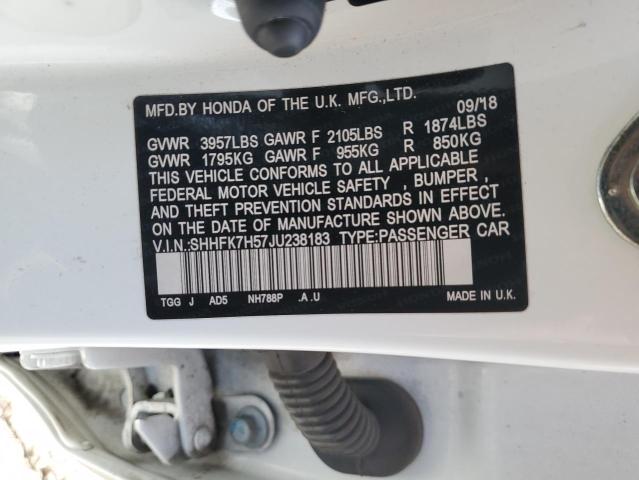 MFD.BY HONDA OF THE U.K. MFG.,LTD. 09/18
GVWR 3957LBS GAWR F 2105LBS R 1874LBS
GVWR 1795KG GAWR F 955KG R 850KG
THIS VEHICLE CONFORMS TO ALL APPLICABLE
FEDERAL MOTOR VEHICLE SAFETY , BUMPER ,
AND THEFT PREVENTION STANDARDS IN EFFECT
ON THE DATE OF MANUFACTURE SHOWN ABOVE.
V.I.N.:SHHFK7H57JU238183 TYPE:PASSENGER CAR
TGG J AD5 NH788P .A .U MADE IN U.K.